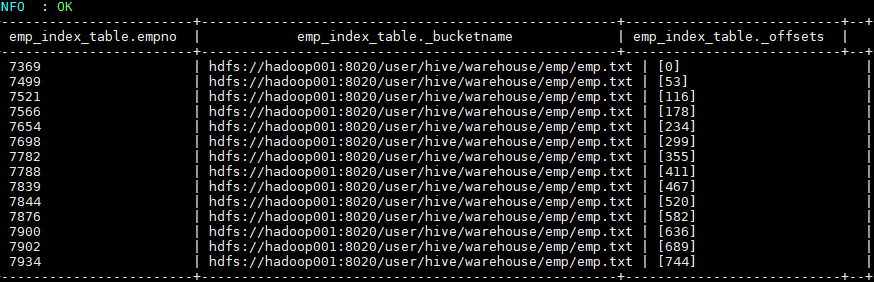 NFO  : OK
--------------------------+-----------------------------------------------------+---------------------------+--+
 emp_index_table.empno  |            emp_index_table._bucketname             | emp_index_table._offsets  |
--------------------------+-----------------------------------------------------+---------------------------+--+
 7369 | hdfs://hadoop001:8020/user/hive/warehouse/emp/emp.txt | [0] |
 7499 | hdfs://hadoop001:8020/user/hive/warehouse/emp/emp.txt | [53] |
 7521 | hdfs://hadoop001:8020/user/hive/warehouse/emp/emp.txt | [116] |
 7566 | hdfs://hadoop001:8020/user/hive/warehouse/emp/emp.txt | [178] |
 7654 | hdfs://hadoop001:8020/user/hive/warehouse/emp/emp.txt | [234] |
 7698 | hdfs://hadoop001:8020/user/hive/warehouse/emp/emp.txt | [299] |
 7782 | hdfs://hadoop001:8020/user/hive/warehouse/emp/emp.txt | [355] |
 7788 | hdfs://hadoop001:8020/user/hive/warehouse/emp/emp.txt | [411] |
 7839 | hdfs://hadoop001:8020/user/hive/warehouse/emp/emp.txt | [467] |
 7844 | hdfs://hadoop001:8020/user/hive/warehouse/emp/emp.txt | [520] |
 7876 | hdfs://hadoop001:8020/user/hive/warehouse/emp/emp.txt | [582] |
 7900 | hdfs://hadoop001:8020/user/hive/warehouse/emp/emp.txt | [636] |
 7902 | hdfs://hadoop001:8020/user/hive/warehouse/emp/emp.txt | [689] |
 7934 | hdfs://hadoop001:8020/user/hive/warehouse/emp/emp.txt | [744] |
--------------------------+-----------------------------------------------------+---------------------------+--+